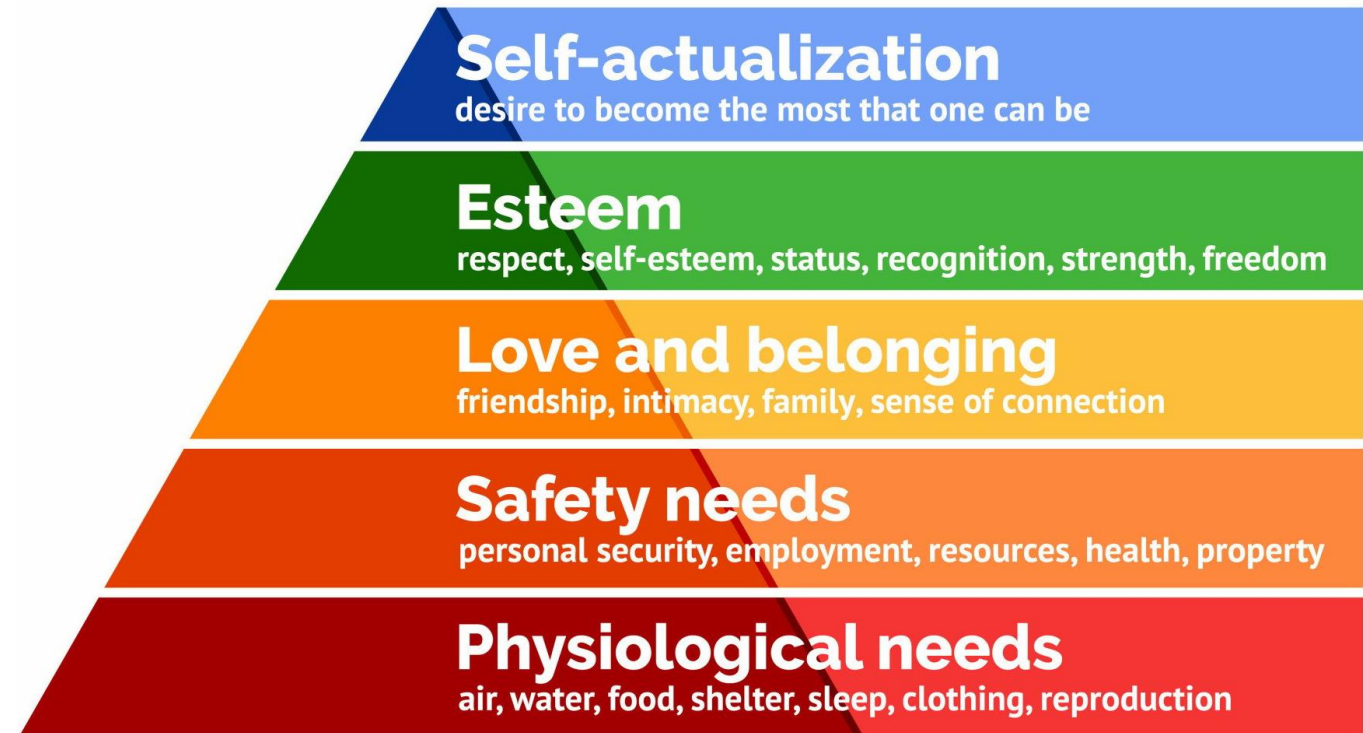 Self-actualization
desire to become the most that one can be
Esteem
respect, self-esteem, status, recognition, strength, freedom
Love and belonging
friendship, intimacy, family, sense of connection
Safety needs
personal security, employment, resources, health, property
Physiological needs
air, water, food, shelter, sleep, clothing, reproduction